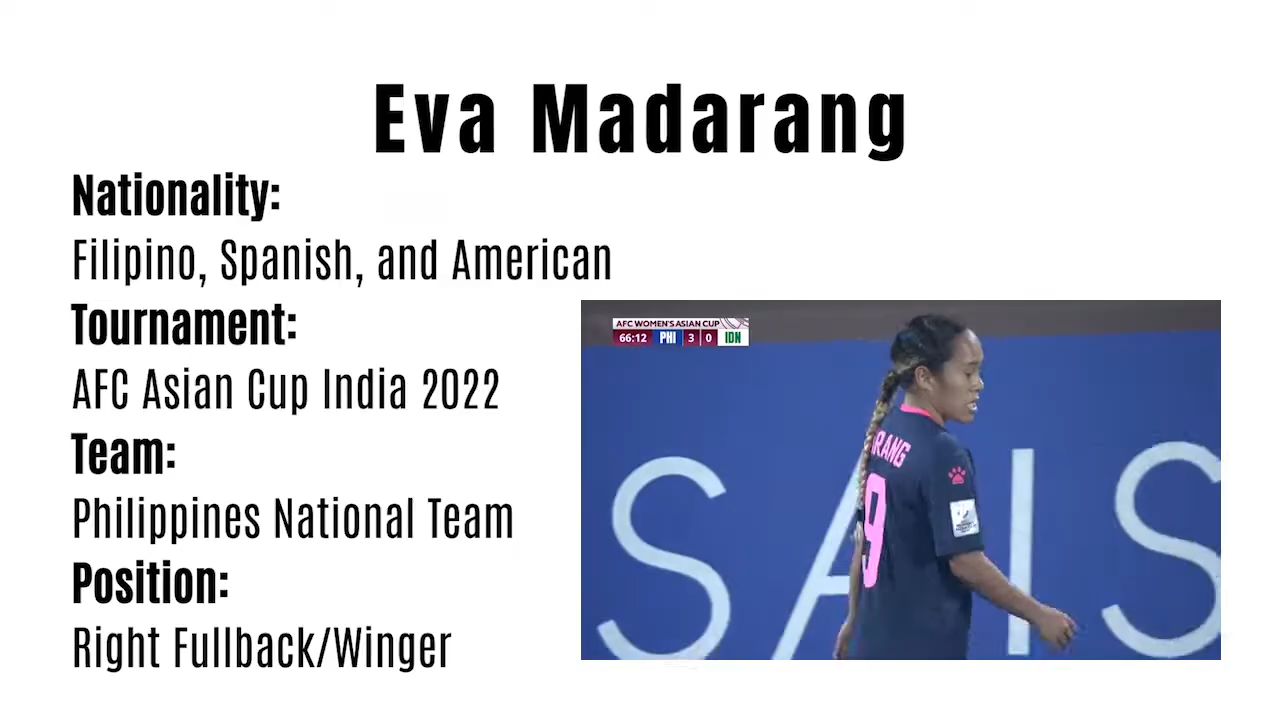 Eva Madarang
Nationality:
Filipino, Spanish, and American
Tournament:
AFC Asian Cup India 2022
Team:
Philippines National Team
Position:
Right Fullback/Winger
AFC WOMEN'S ASIAN CUP
66:12 PHI 3 0 IDN
RANG
9
SAIS